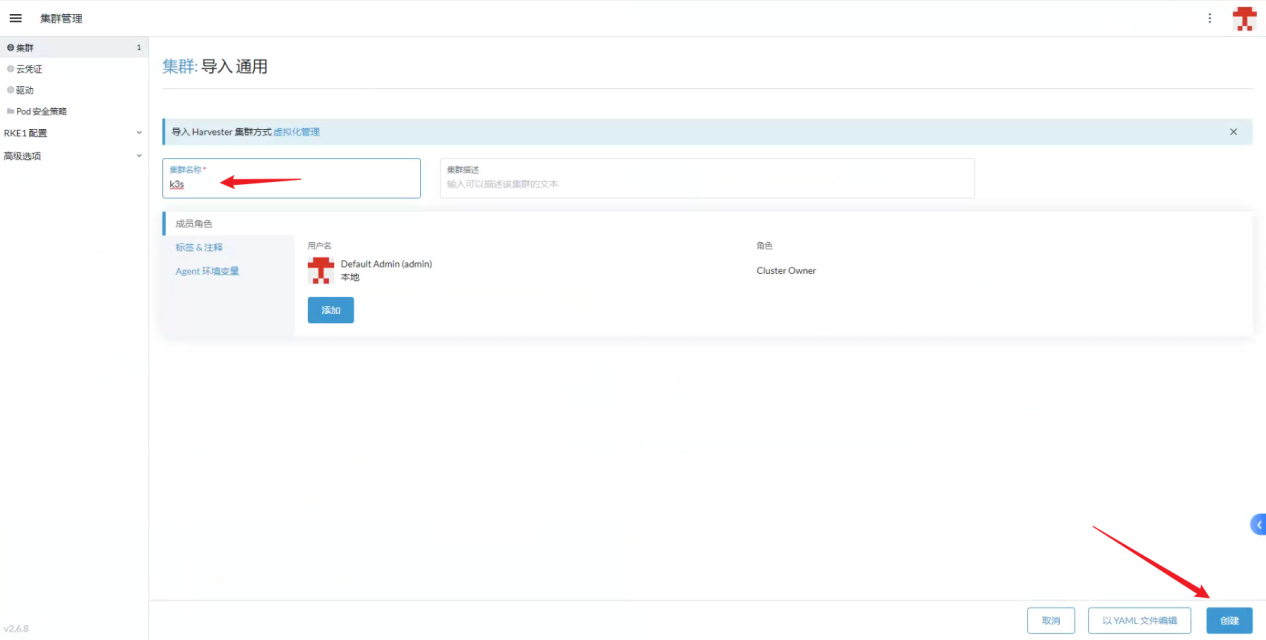 集群管理
集群 1
云凭证
驱动
Pod 安全策略
RKE1 配置
高级选项
v2.6.8
集群: 导入 通用
导入 Harvester 集群方式 虚拟化管理
集群名称*
k3s
集群描述
输入可以描述该集群的文本
成员角色
标签 & 注释
Agent 环境变量
用户名
角色
Default Admin (admin)
本地
Cluster Owner
添加
取消
以 YAML 文件编辑
创建